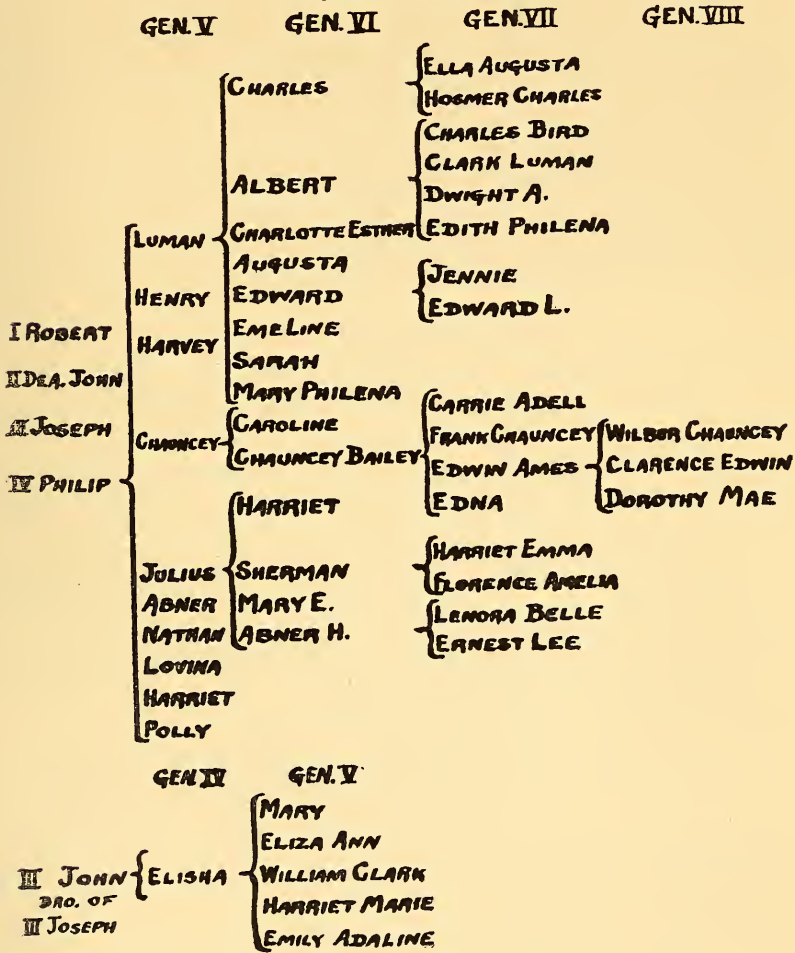 GEN. V GEN. VI GEN. VII GEN. VIII
I ROBERT
II DEA. JOHN
III JOSEPH
IV PHILIP
LUMAN
HENRY
HARVEY
CHAUNCEY
JULIUS
ABNER
NATHAN
LOVINA
HARRIET
POLLY
CHARLES
ALBERT
CHARLOTTE ESTHER
AUGUSTA
EDWARD
EMELINE
SARAH
MARY PHILENA
CAROLINE
CHAUNCEY BAILEY
HARRIET
SHERMAN
MARY E.
ABNER H.
ELLA AUGUSTA
HOSMER CHARLES
CHARLES BIRD
CLARK LUMAN
DWIGHT A.
EDITH PHILENA
JENNIE
EDWARD L.
CARRIE ADELL
FRANK CHAUNCEY
EDWIN AMES
EDNA
HARRIET EMMA
FLORENCE AMELIA
LENORA BELLE
ERNEST LEE
WILBUR CHAUNCEY
CLARENCE EDWIN
DOROTHY MAE
GEN IV GEN. V
III JOHN
BRO. OF
III JOSEPH
ELISHA
MARY
ELIZA ANN
WILLIAM CLARK
HARRIET MARIE
EMILY ADALINE